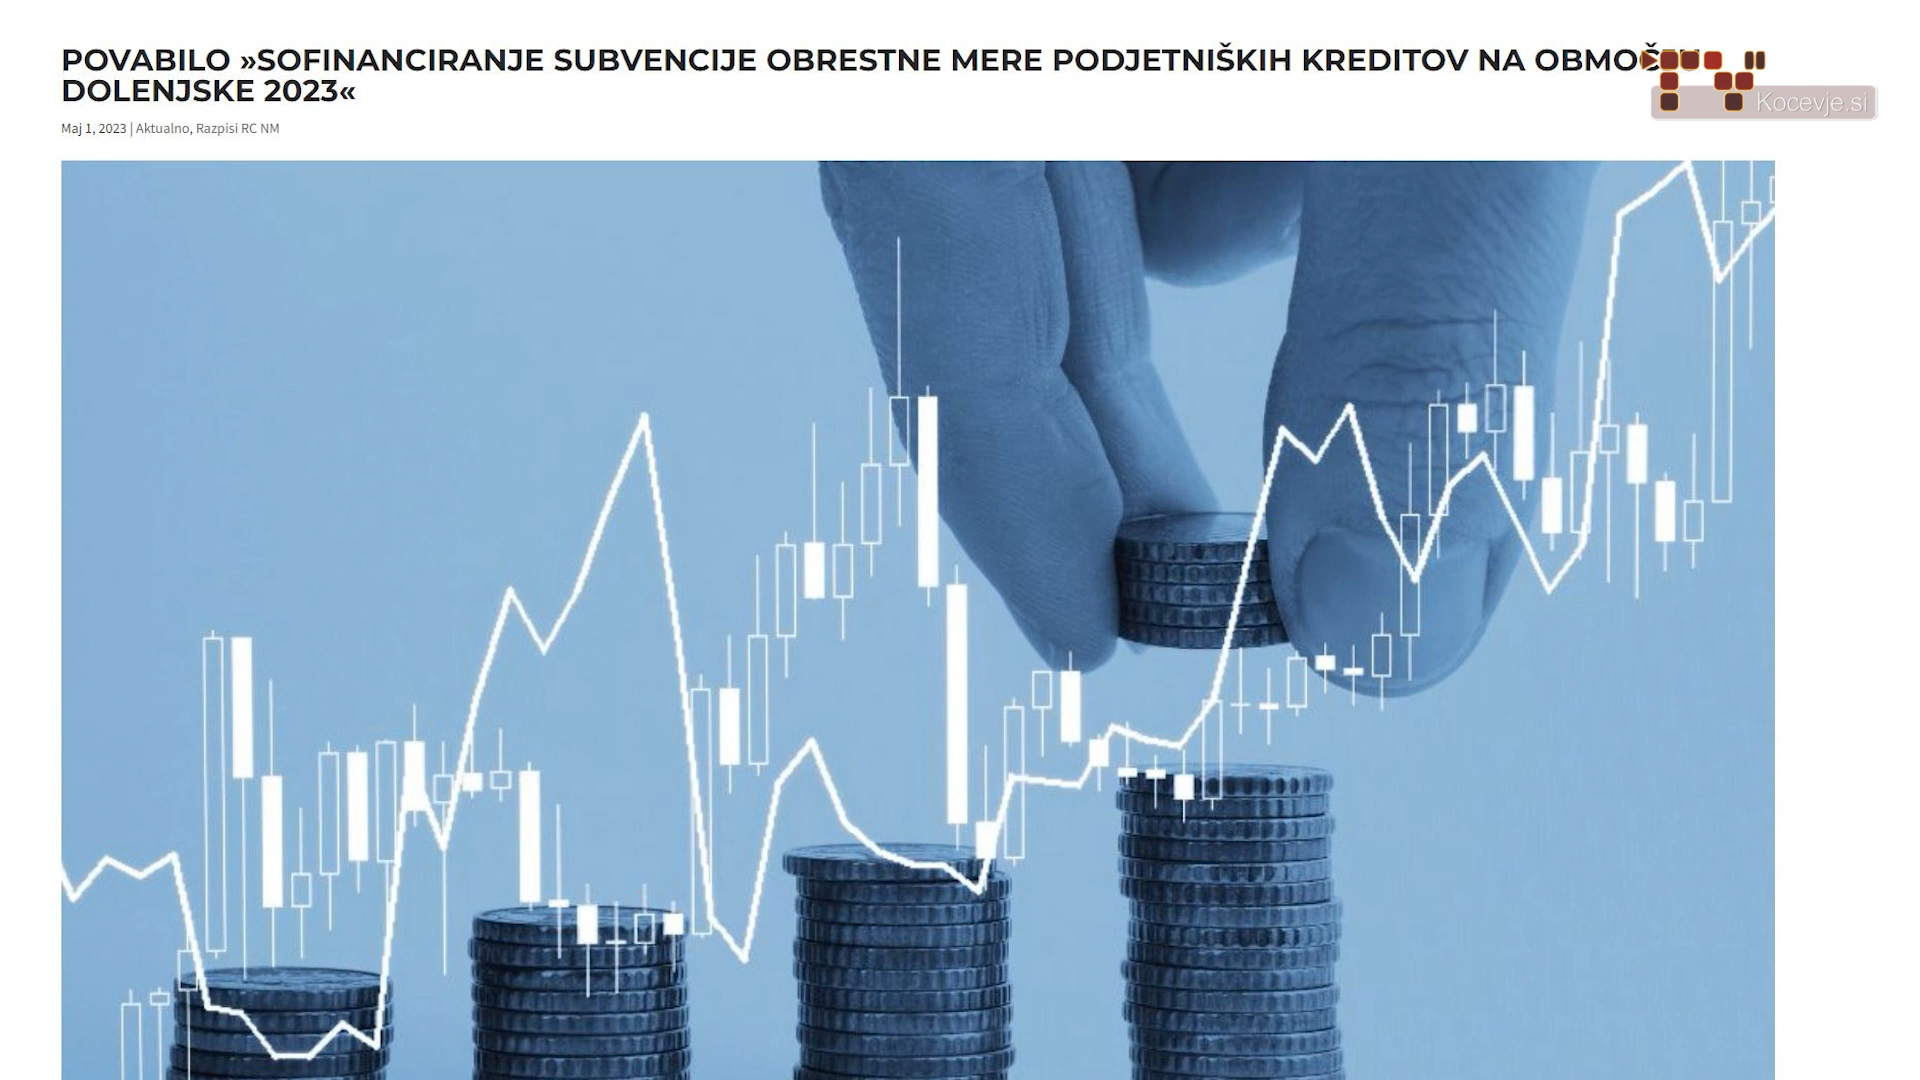 POVABILO »SOFINANCIRANJE SUBVENCIJE OBRESTNE MERE PODJETNIŠKIH KREDITOV NA
DOLENJSKE 2023«
Maj 1, 2023 | Aktualno, Razpisi RC NM
TV
Kocevje.si